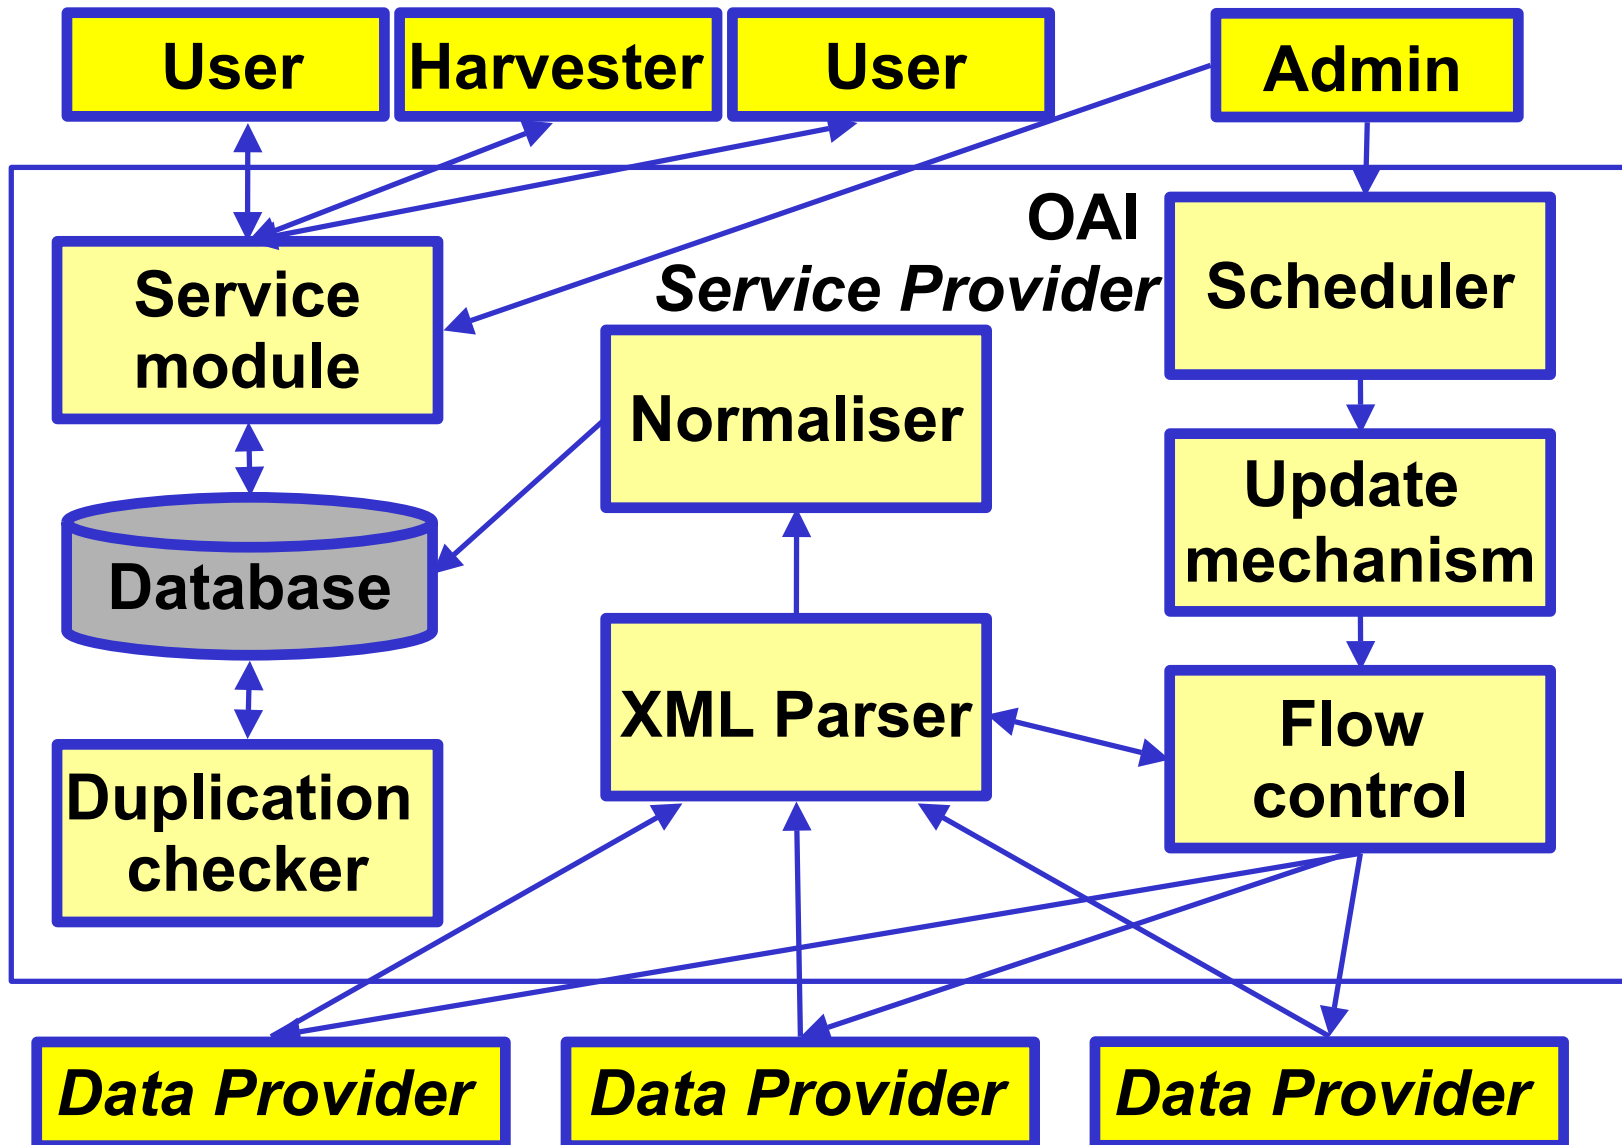 User
Harvester
User
Admin
OAI
Service Provider
Scheduler
Service
module
Normaliser
Update
mechanism
Database
XML Parser
Flow
control
Duplication
checker
Data Provider
Data Provider
Data Provider